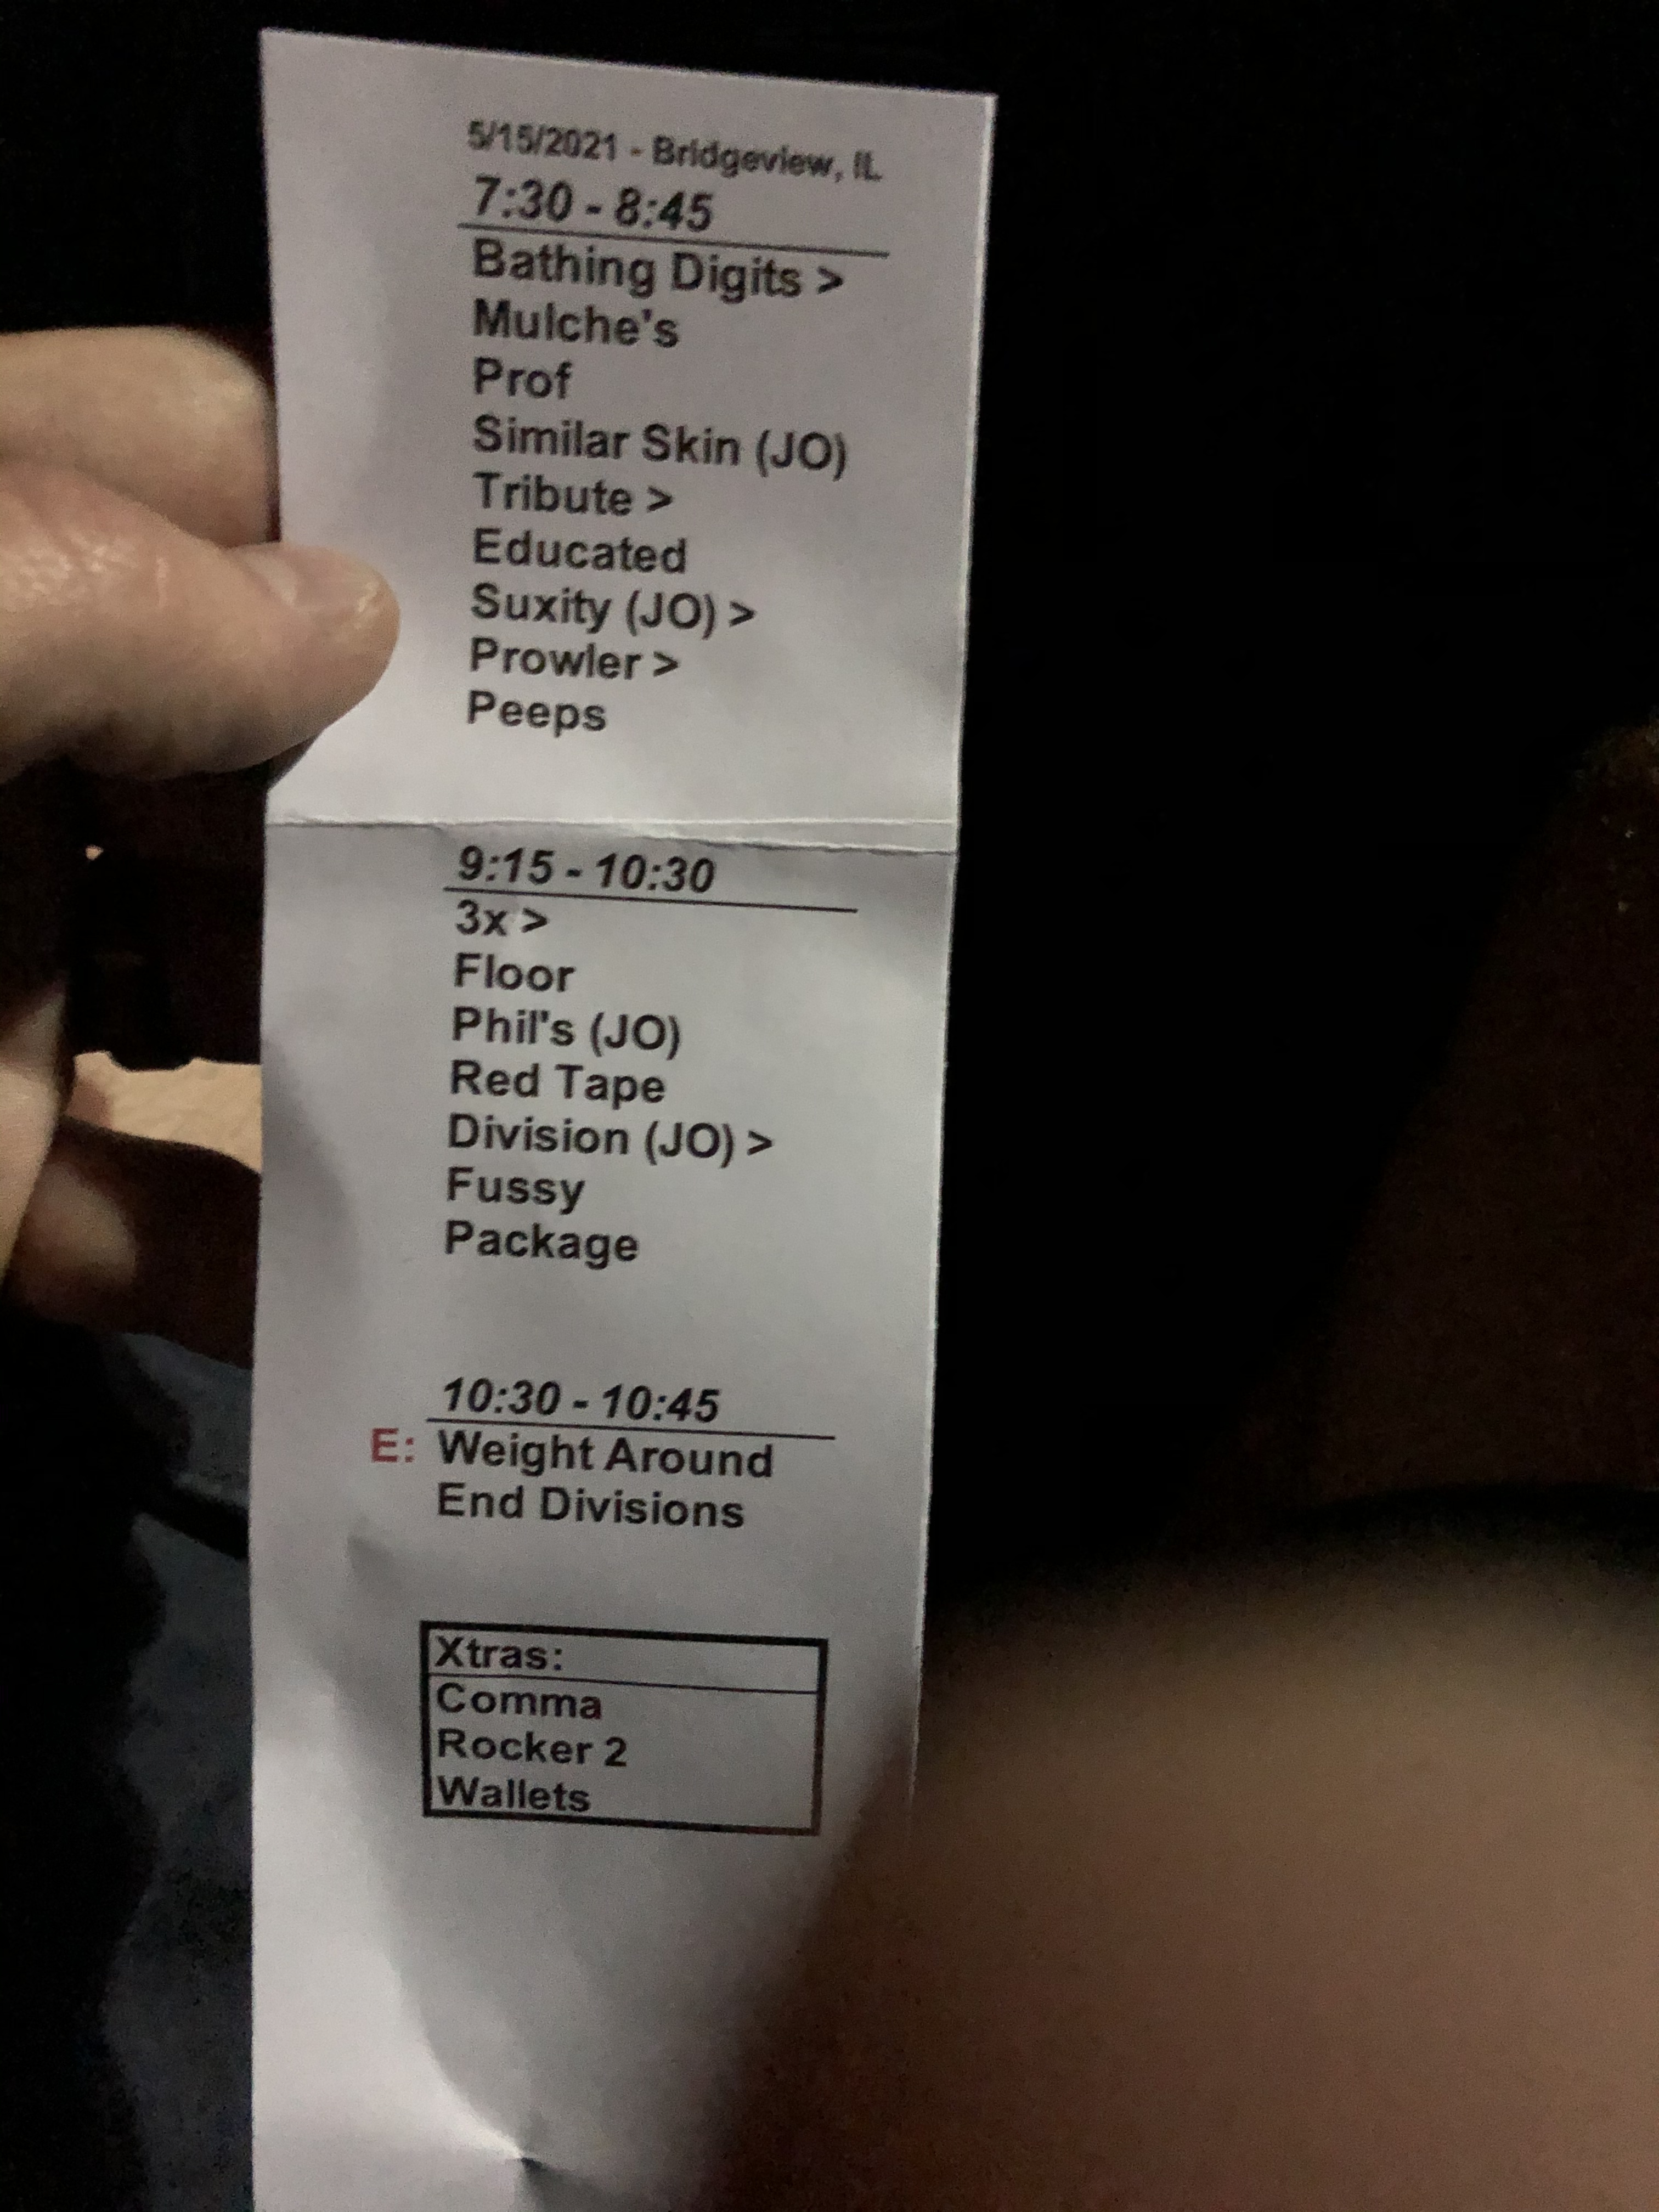 5/15/2021 - Bridgeview, IL
7:30 - 8:45
Bathing Digits >
Mulche's
Prof
Similar Skin (JO)
Tribute >
Educated
Suxity (JO) >
Prowler >
Peeps
9:15 - 10:30
3x >
Floor
Phil's (JO)
Red Tape
Division (JO) >
Fussy
Package
10:30 - 10:45
E: Weight Around
End Divisions
Xtras:
Comma
Rocker 2
Wallets